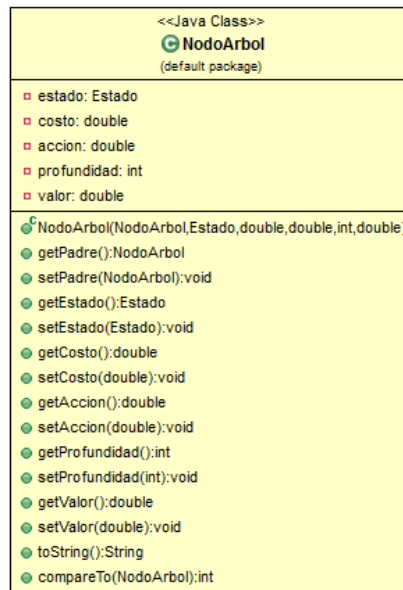 <<Java Class>>
NodoArbol
(default package)
estado: Estado
costo: double
accion: double
profundidad: int
valor: double
NodoArbol(NodoArbol,Estado,double,double,int,double)
getPadre():NodoArbol
setPadre(NodoArbol):void
getEstado():Estado
setEstado(Estado):void
getCosto():double
setCosto(double):void
getAccion():double
setAccion(double):void
getProfundidad():int
setProfundidad(int):void
getValor():double
setValor(double):void
toString():String
compareTo(NodoArbol):int